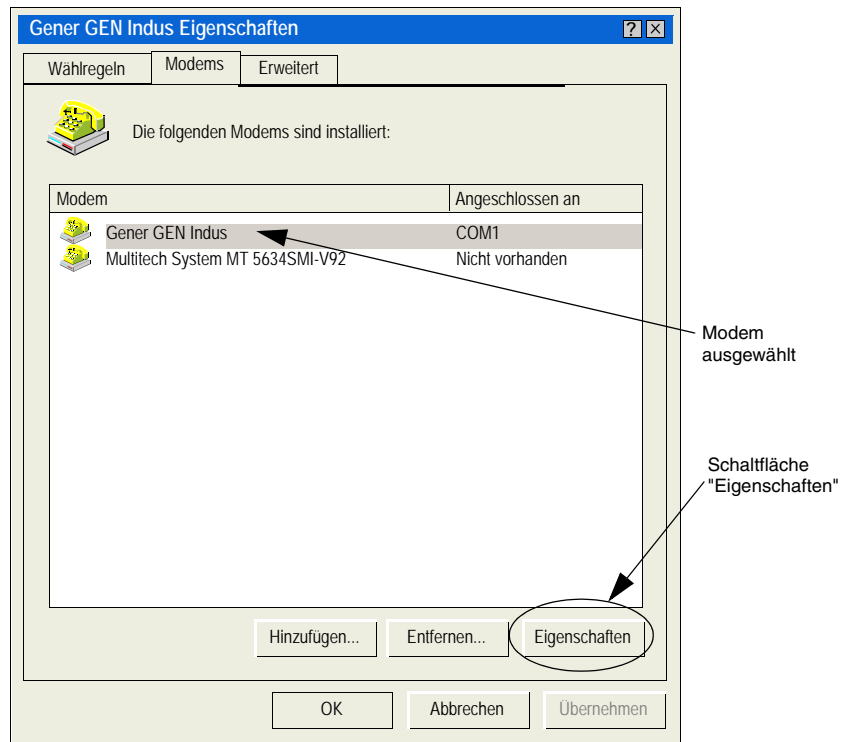 Gener GEN Indus Eigenschaften
Wählregeln Modems Erweitert
Die folgenden Modems sind installiert:
Modem Angeschlossen an
Gener GEN Indus COM1
Multitech System MT 5634SMI-V92 Nicht vorhanden
Modem
ausgewählt
Schaltfläche
"Eigenschaften"
Hinzufügen... Entfernen... Eigenschaften
OK Abbrechen Übernehmen